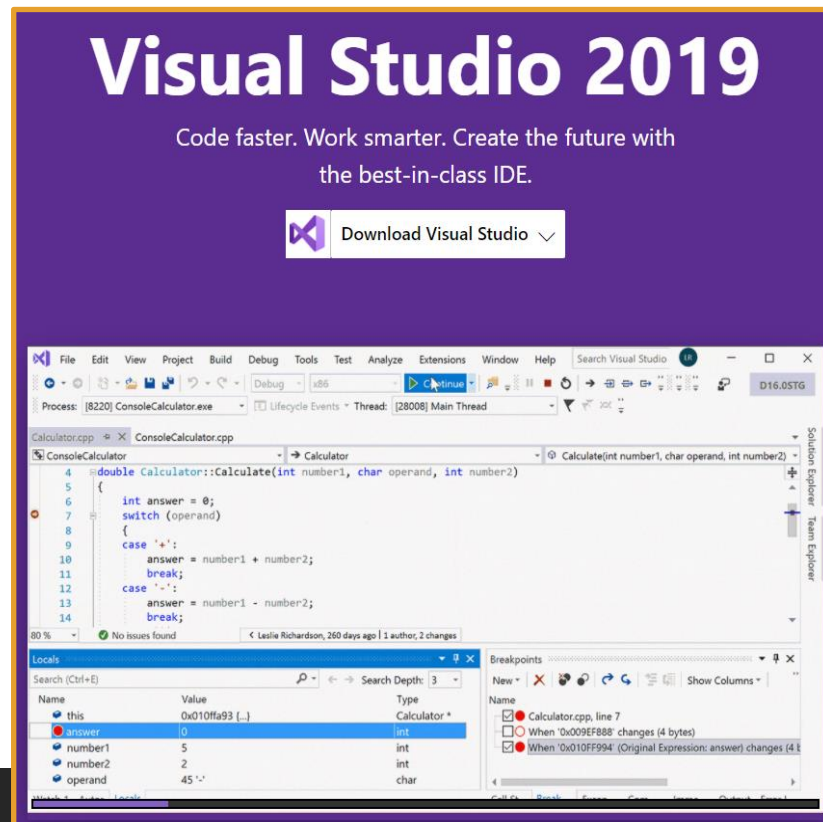 Visual Studio 2019
Code faster. Work smarter. Create the future with
the best-in-class IDE.
Download Visual Studio
File Edit View Project Build Debug Tools Test Analyze Extensions Window Help Search Visual Studio LR
Debug x86 Continue D16.0STG
Process: [8220] ConsoleCalculator.exe Lifecycle Events Thread: [28008] Main Thread
Calculator.cpp ConsoleCalculator.cpp
ConsoleCalculator Calculator Calculate(int number1, char operand, int number2)
4 double Calculator::Calculate(int number1, char operand, int number2)
5 {
6 int answer = 0;
7 switch (operand)
8 {
9 case '+':
10 answer = number1 + number2;
11 break;
12 case '-':
13 answer = number1 - number2;
14 break;
Solution Explorer
Team Explorer
80 % No issues found < Leslie Richardson, 260 days ago | 1 author, 2 changes
Locals
Search (Ctrl+E) Search Depth: 3
Name Value Type
this 0x010ffa93 {...} Calculator *
answer 0 int
number1 5 int
number2 2 int
operand 45 '-' char
Locals
Breakpoints
New Show Columns
Name
Calculator.cpp, line 7
When '0x009EF888' changes (4 bytes)
When '0x010FF994' (Original Expression: answer) changes (4 b